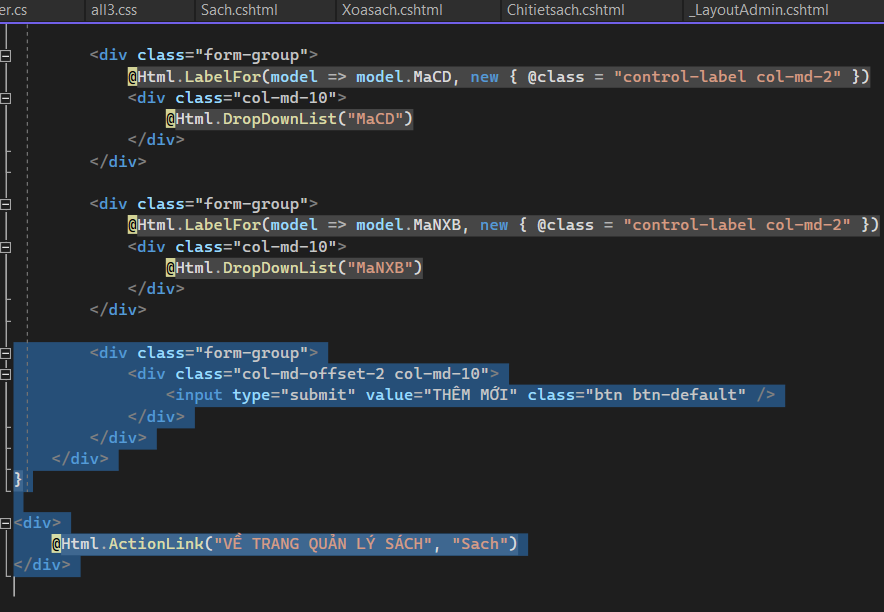 er.cs all3.css Sach.cshtml Xoasach.cshtml Chitietsach.cshtml _LayoutAdmin.cshtml
<div class="form-group">
@Html.LabelFor(model => model.MaCD, new { @class = "control-label col-md-2" })
<div class="col-md-10">
@Html.DropDownList("MaCD")
</div>
</div>
<div class="form-group">
@Html.LabelFor(model => model.MaNXB, new { @class = "control-label col-md-2" })
<div class="col-md-10">
@Html.DropDownList("MaNXB")
</div>
</div>
<div class="form-group">
<div class="col-md-offset-2 col-md-10">
<input type="submit" value="THÊM MỚI" class="btn btn-default" />
</div>
</div>
</div>
}
<div>
@Html.ActionLink("VỀ TRANG QUẢN LÝ SÁCH", "Sach")
</div>